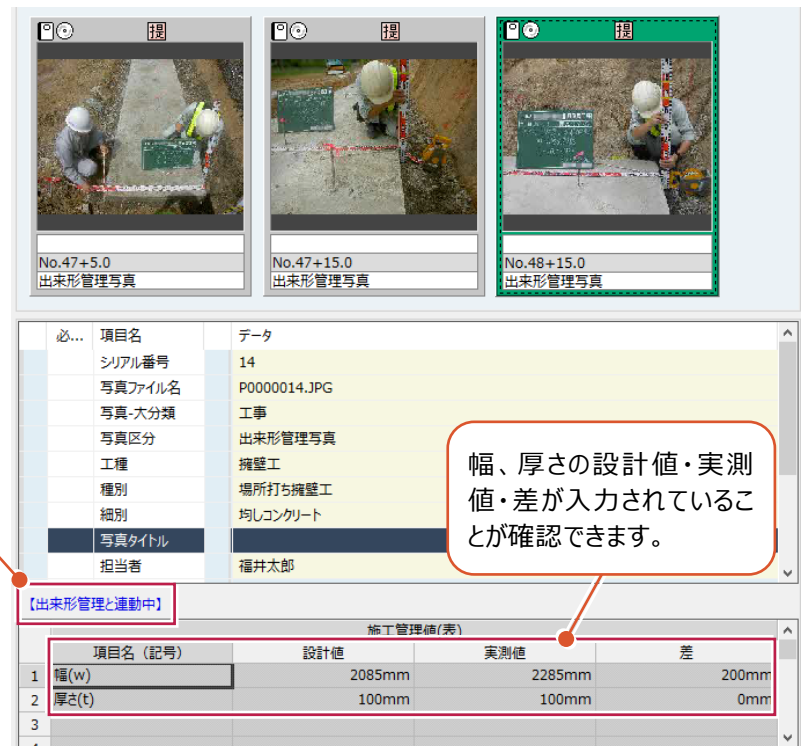 提
提
提
No.47+5.0
出来形管理写真
No.47+15.0
出来形管理写真
No.48+15.0
出来形管理写真
必... 項目名 データ
シリアル番号 14
写真ファイル名 P0000014.JPG
写真-大分類 工事
写真区分 出来形管理写真
工種 擁壁工
種別 場所打ち擁壁工
細別 均しコンクリート
写真タイトル
担当者 福井太郎
幅、厚さの設計値・実測
値・差が入力されているこ
とが確認できます。
【出来形管理と連動中】
施工管理値(表)
項目名（記号） 設計値 実測値 差
1 幅(w) 2085mm 2285mm 200mm
2 厚さ(t) 100mm 100mm 0mm
3